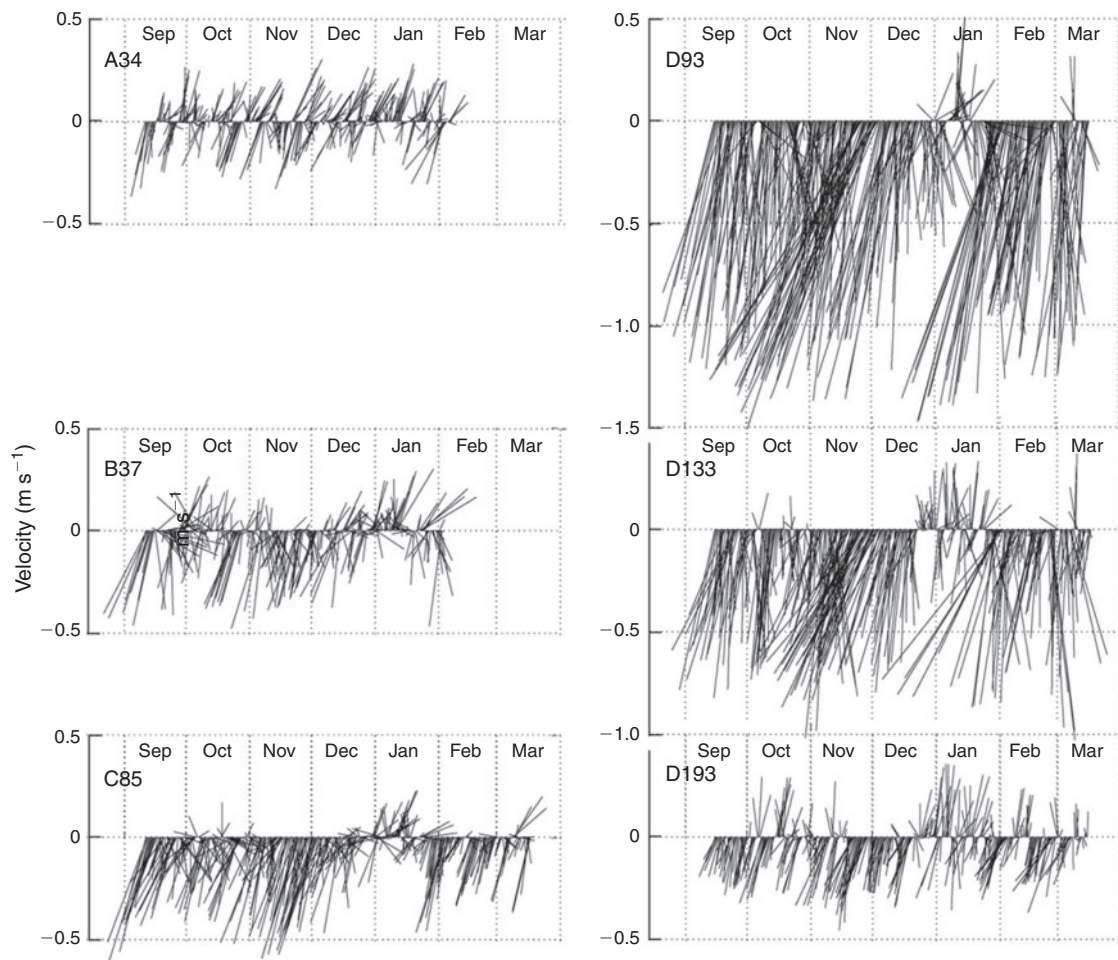 0.5
Sep Oct Nov Dec Jan Feb Mar
A34
0
−0.5
0.5
Sep Oct Nov Dec Jan Feb Mar
D93
0
−0.5
−1.0
−1.5
Velocity (m s−1)
0.5
Sep Oct Nov Dec Jan Feb Mar
B37
m s−1
0
−0.5
Sep Oct Nov Dec Jan Feb Mar
D133
0
−0.5
−1.0
0.5
Sep Oct Nov Dec Jan Feb Mar
C85
0
−0.5
Sep Oct Nov Dec Jan Feb Mar
D193
0
−0.5